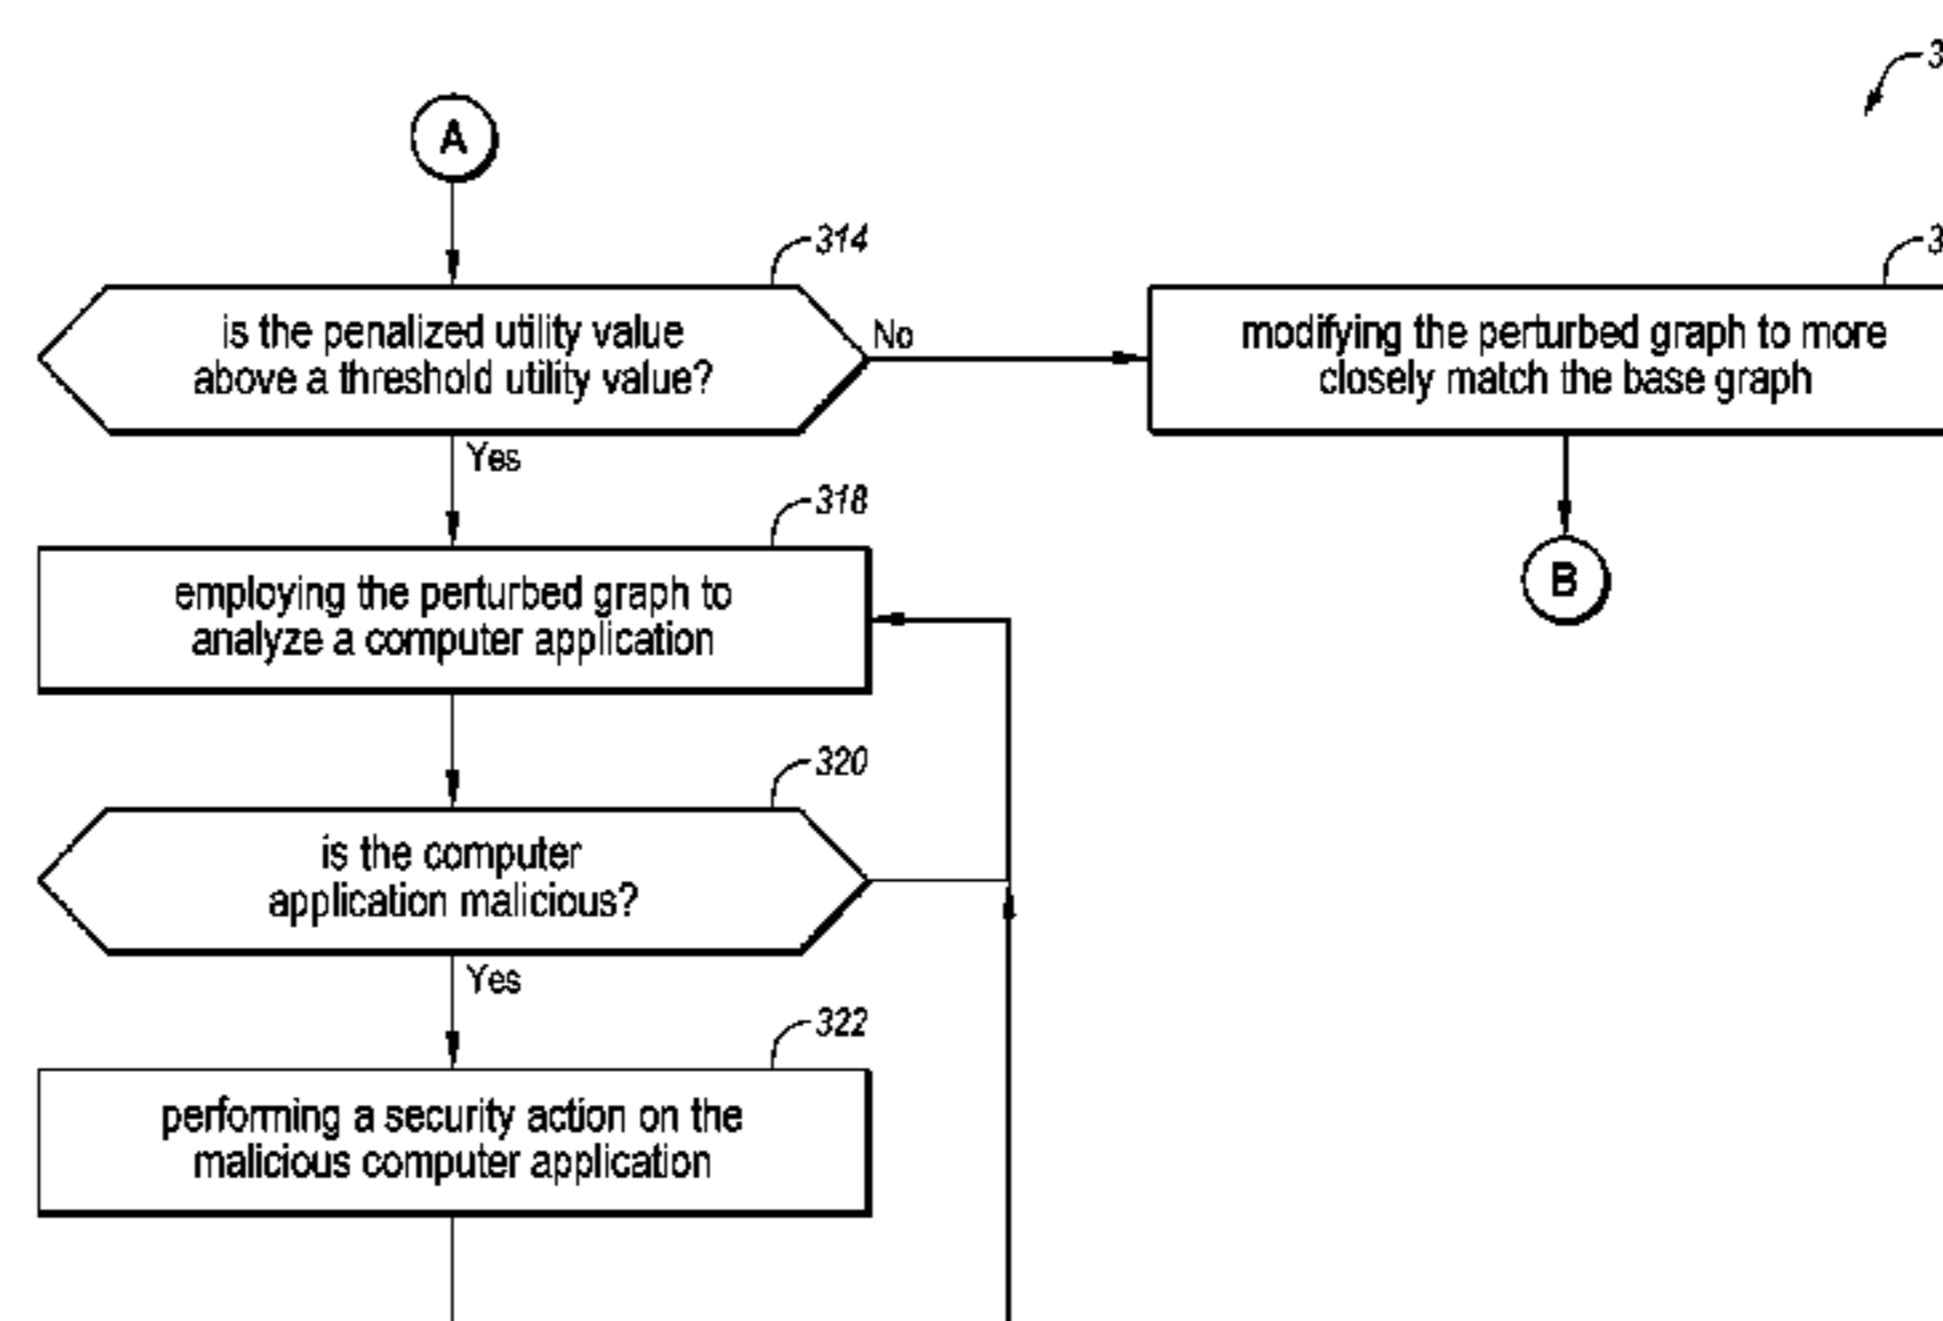 A
314
is the penalized utility value
above a threshold utility value?
No
modifying the perturbed graph to more
closely match the base graph
Yes
B
318
employing the perturbed graph to
analyze a computer application
320
is the computer
application malicious?
Yes
322
performing a security action on the
malicious computer application